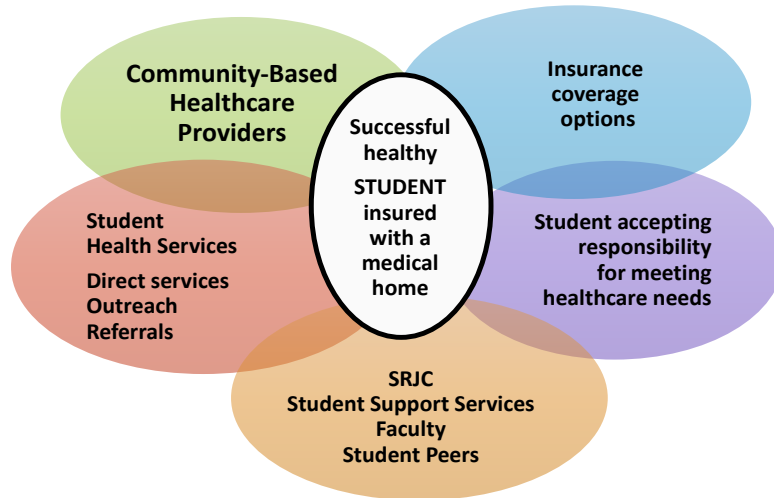 Community-Based
Healthcare
Providers
Insurance
coverage
options
Successful
healthy
STUDENT
insured
with a
medical
home
Student
Health Services
Direct services
Outreach
Referrals
Student accepting
responsibility
for meeting
healthcare needs
SRJC
Student Support Services
Faculty
Student Peers